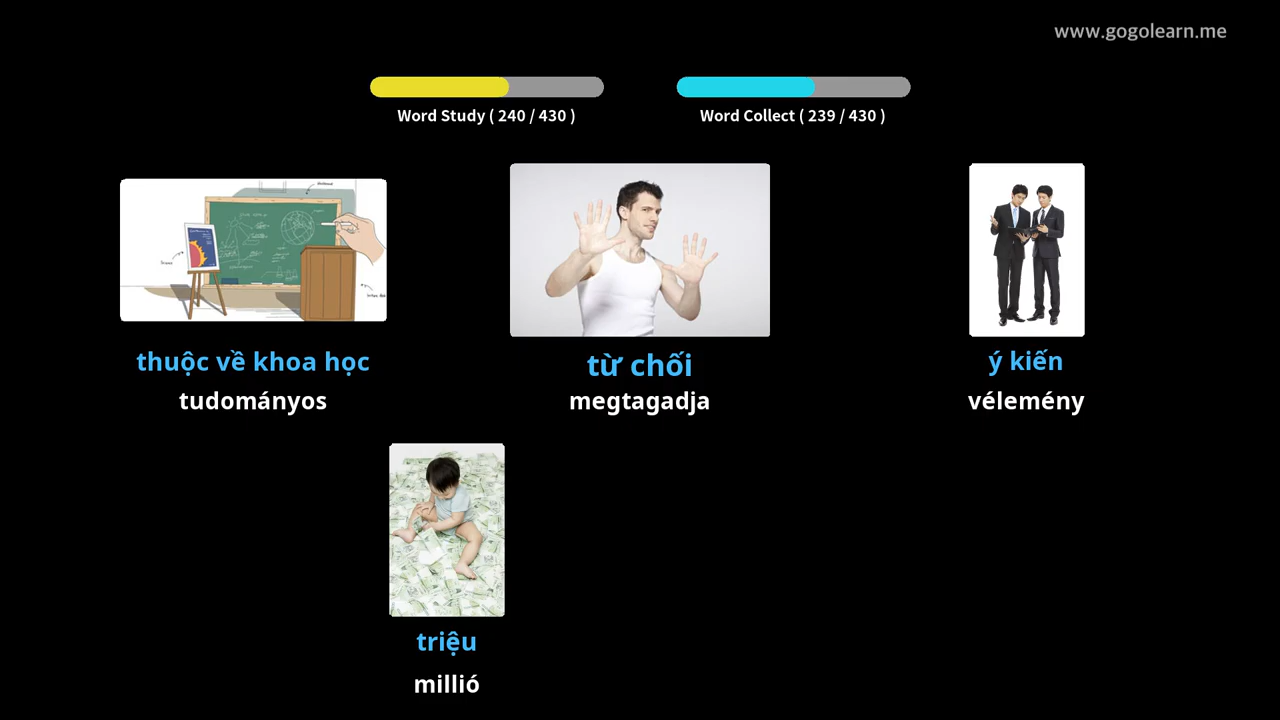 www.gogolearn.me
Word Study ( 240 / 430 )
Word Collect ( 239 / 430 )
thuộc về khoa học
từ chối
ý kiến
tudományos
megtagadja
vélemény
triệu
millió